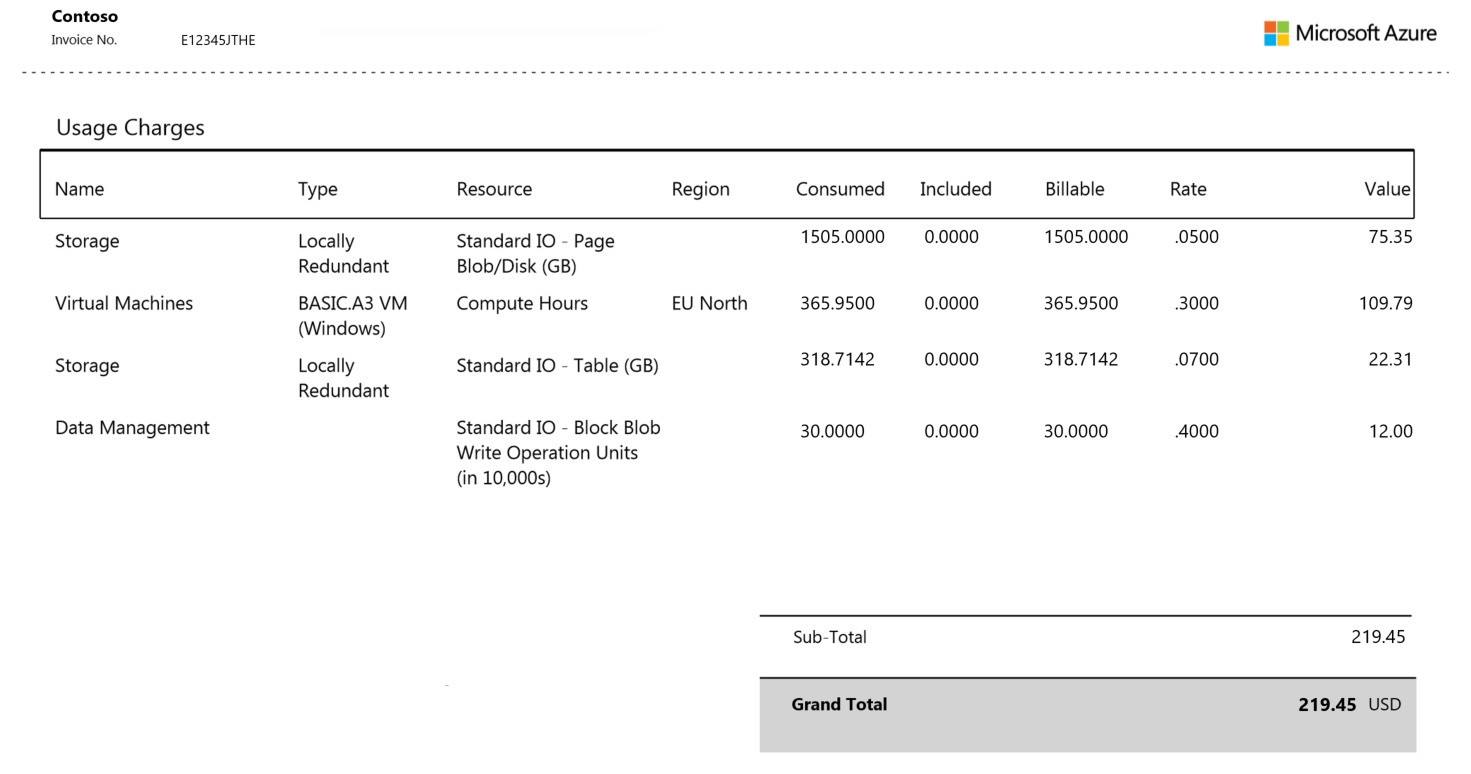 Contoso
Invoice No. E12345JTHE
Microsoft Azure
Usage Charges
Name Type Resource Region Consumed Included Billable Rate Value
Storage Locally Standard IO - Page 1505.0000 0.0000 1505.0000 .0500 75.35
Redundant Blob/Disk (GB)
Virtual Machines BASIC.A3 VM Compute Hours EU North 365.9500 0.0000 365.9500 .3000 109.79
(Windows)
Storage Locally Standard IO - Table (GB) 318.7142 0.0000 318.7142 .0700 22.31
Redundant
Data Management Standard IO - Block Blob 30.0000 0.0000 30.0000 .4000 12.00
Write Operation Units
(in 10,000s)
Sub-Total 219.45
Grand Total 219.45 USD